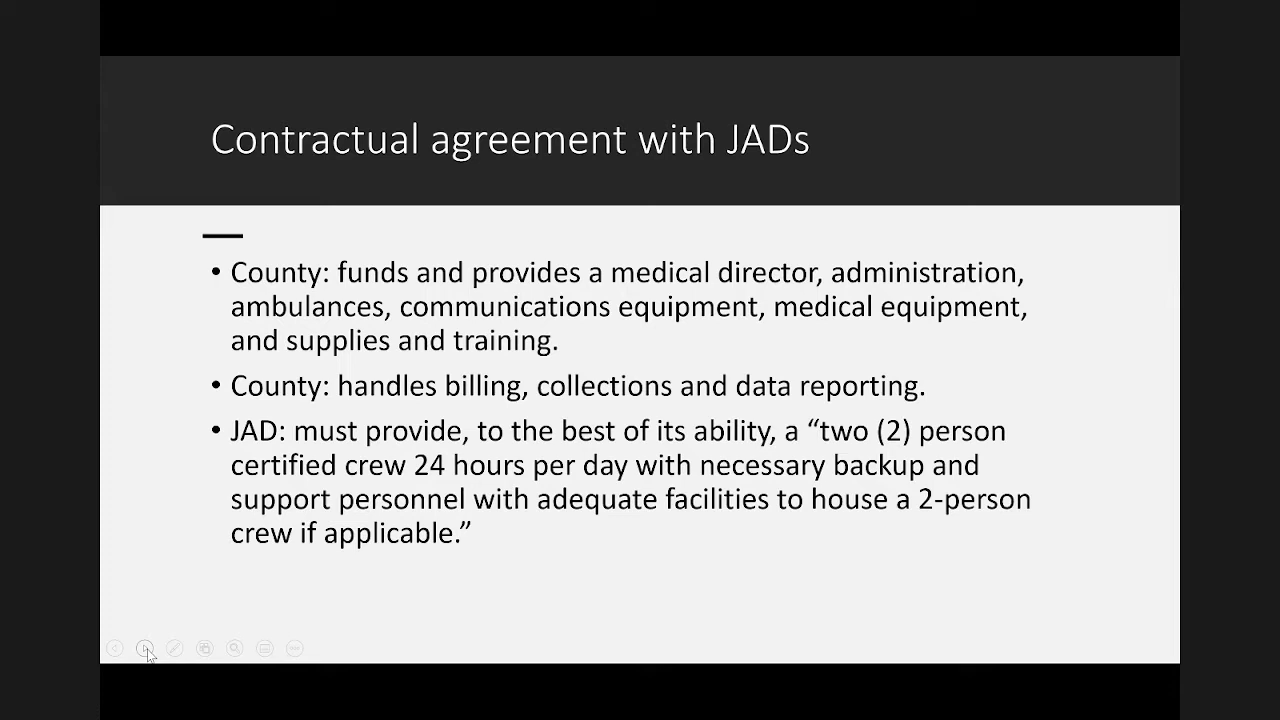 Contractual agreement with JADs
• County: funds and provides a medical director, administration,
ambulances, communications equipment, medical equipment,
and supplies and training.
• County: handles billing, collections and data reporting.
• JAD: must provide, to the best of its ability, a “two (2) person
certified crew 24 hours per day with necessary backup and
support personnel with adequate facilities to house a 2-person
crew if applicable.”